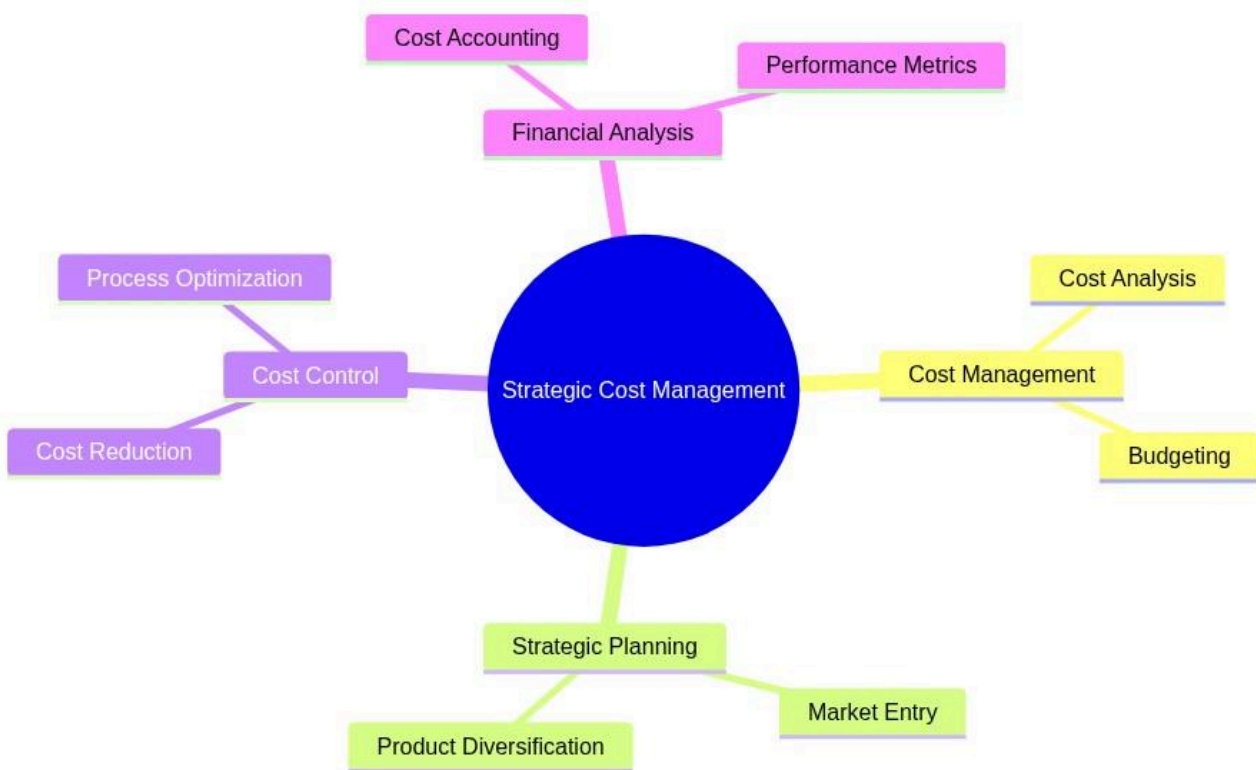 Cost Accounting
Performance Metrics
Financial Analysis
Process Optimization
Cost Analysis
Cost Control
Strategic Cost Management
Cost Management
Cost Reduction
Budgeting
Strategic Planning
Market Entry
Product Diversification